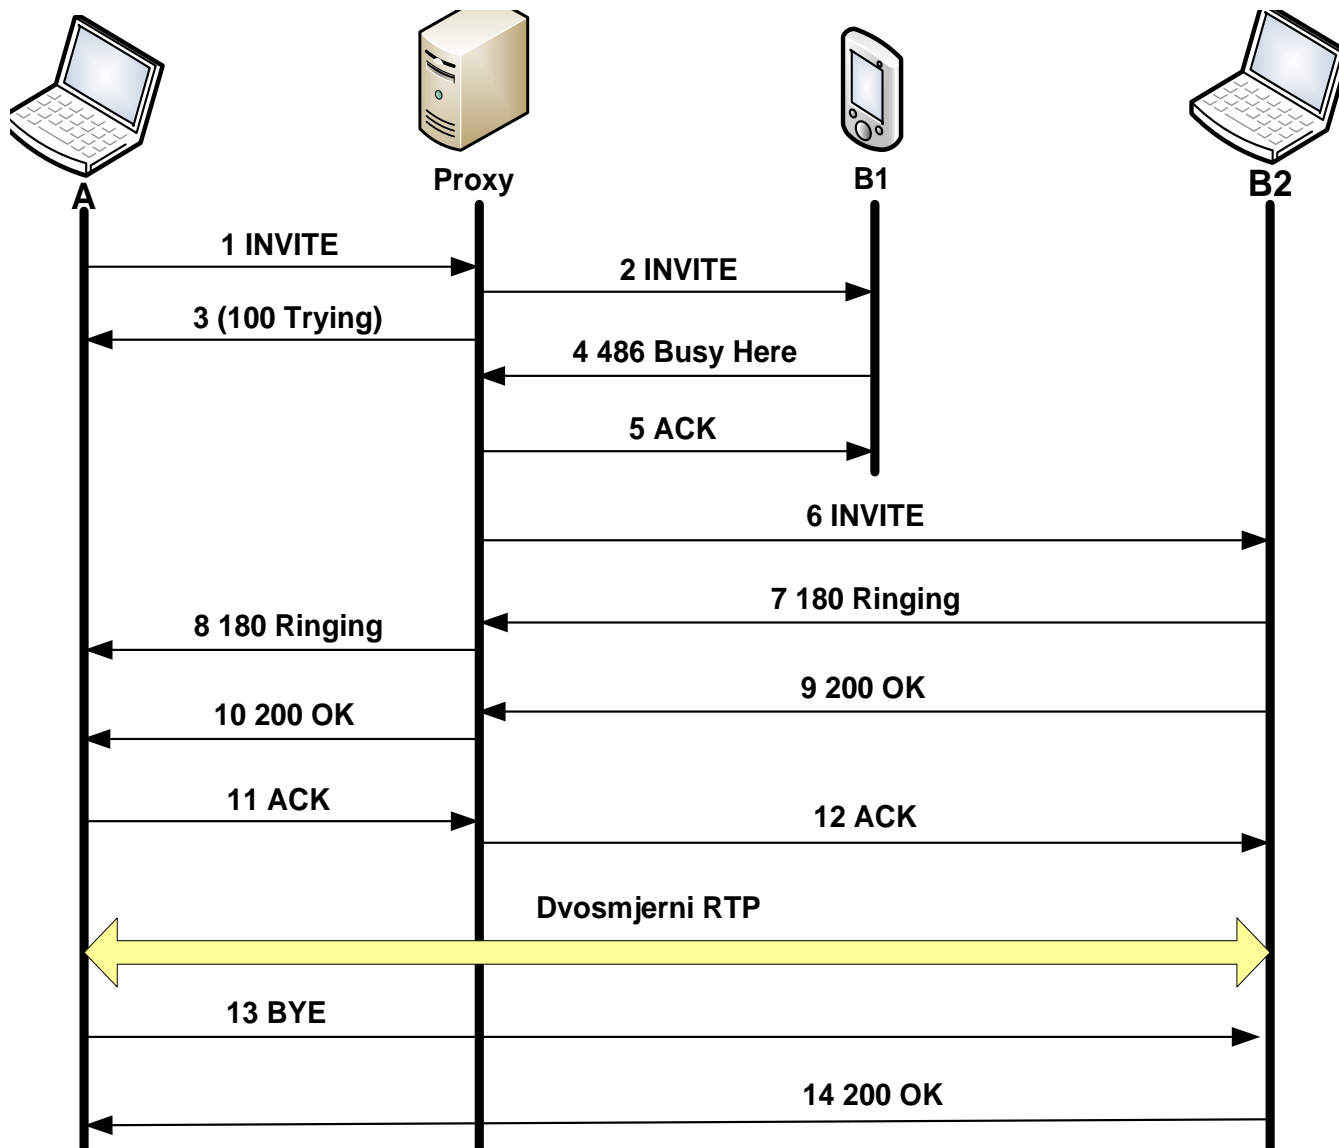 A
Proxy
B1
B2
1 INVITE
2 INVITE
3 (100 Trying)
4 486 Busy Here
5 ACK
6 INVITE
7 180 Ringing
8 180 Ringing
9 200 OK
10 200 OK
11 ACK
12 ACK
Dvosmjerni RTP
13 BYE
14 200 OK